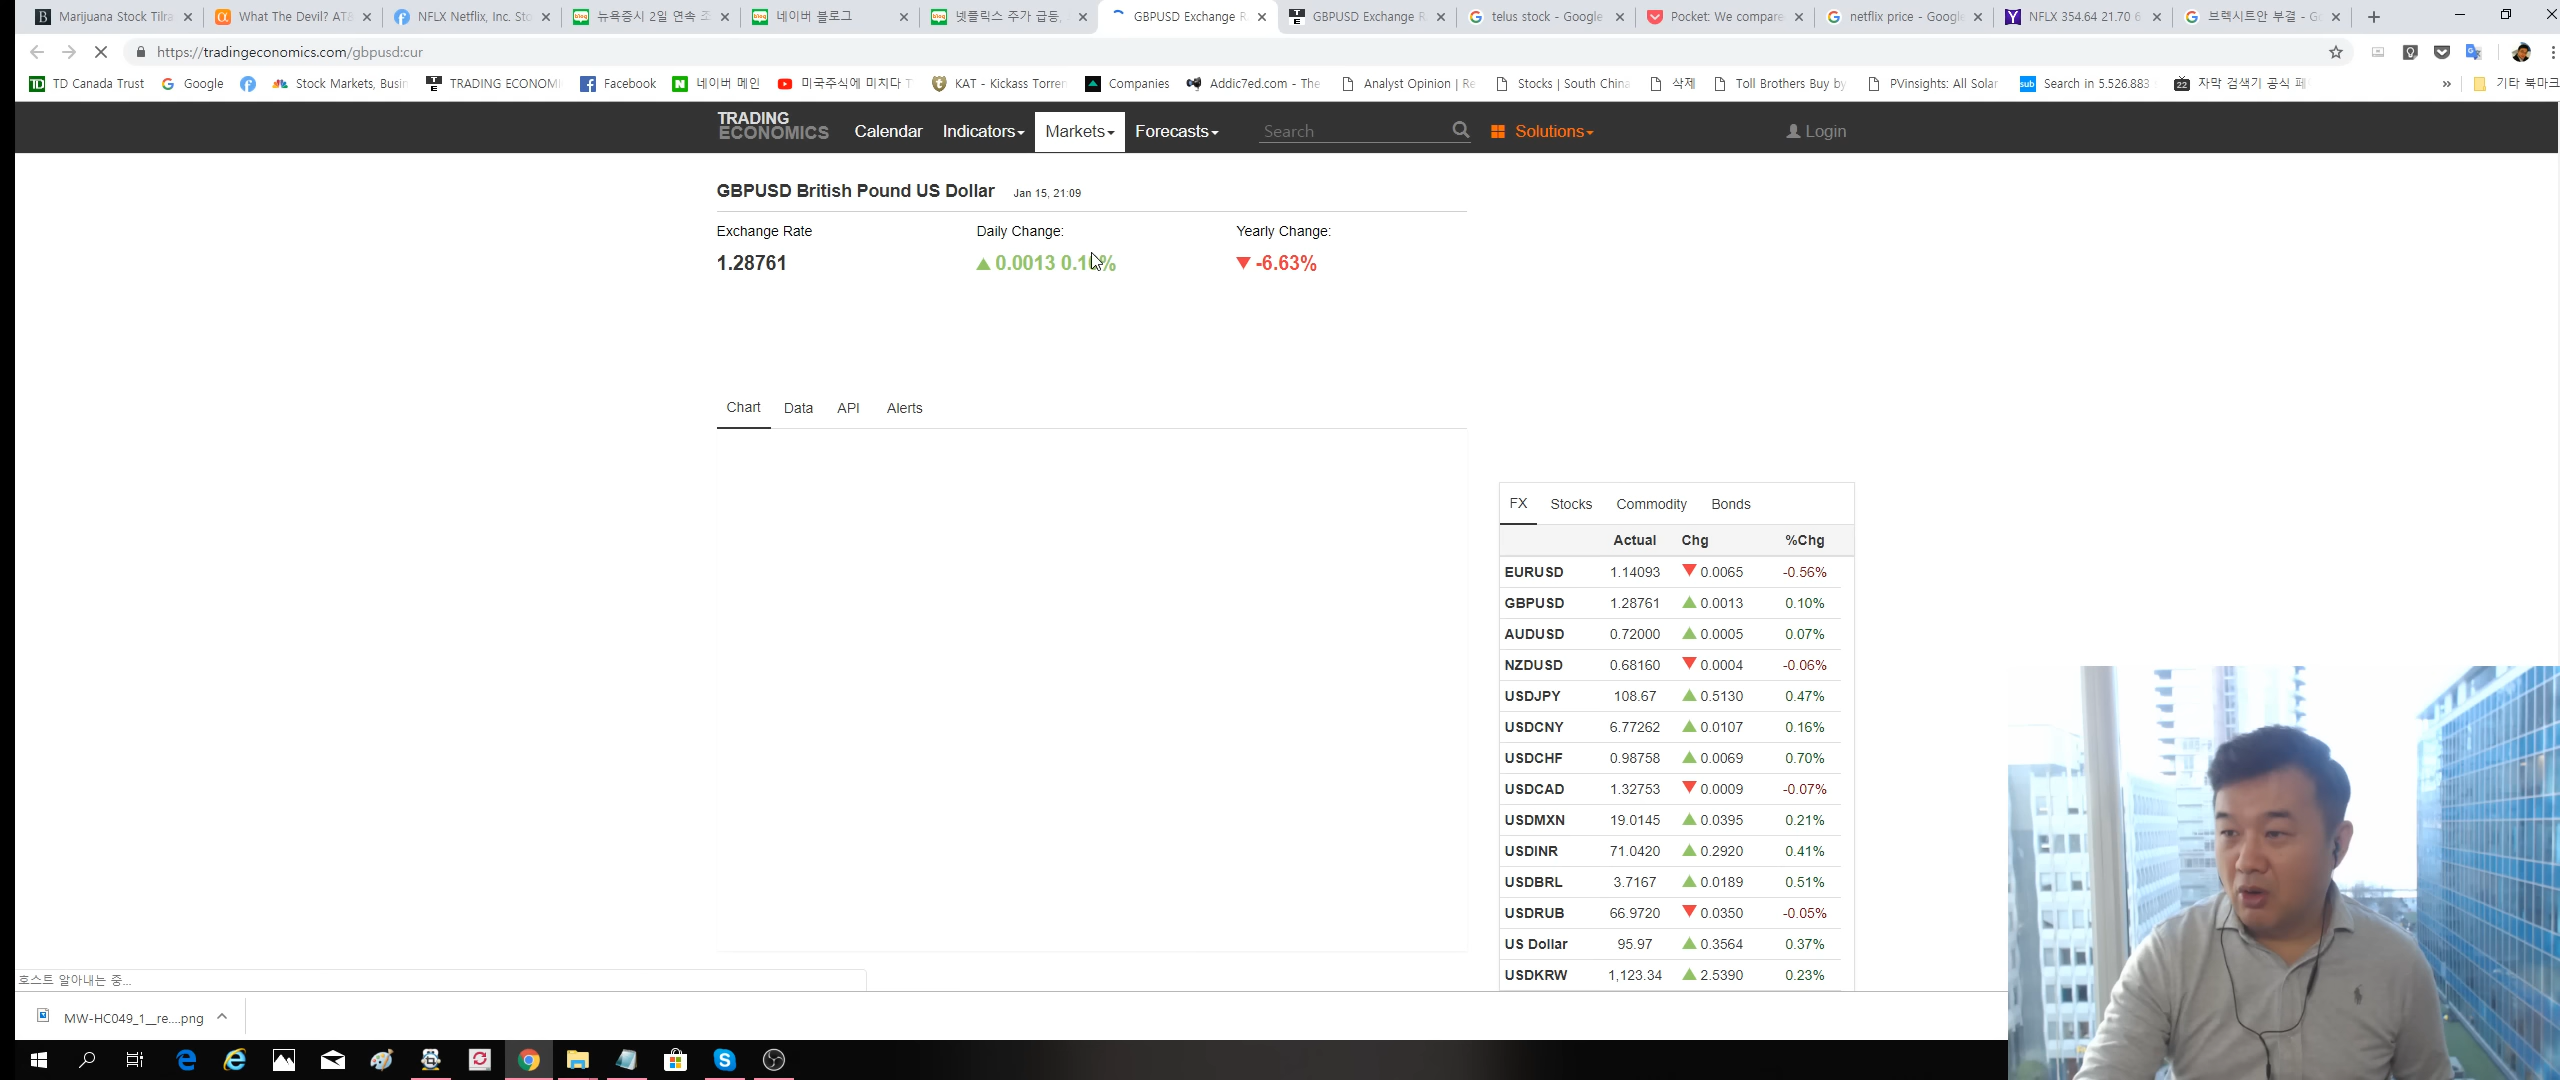 Marijuana Stock Tilra
What The Devil? AT&
NFLX Netflix, Inc. Sto
뉴욕증시 2일 연속 조
네이버 블로그
넷플릭스 주가 급등,
GBPUSD Exchange R
GBPUSD Exchange R
telus stock - Google
Pocket: We compare
netflix price - Google
NFLX 354.64 21.70 6
브렉시트안 부결 - Go
https://tradingeconomics.com/gbpusd:cur
TD Canada Trust
Google
Stock Markets, Busin
TRADING ECONOMI
Facebook
네이버 메인
미국주식에 미치다 T
KAT - Kickass Torren
Companies
Addic7ed.com - The
Analyst Opinion | Re
Stocks | South China
삭제
Toll Brothers Buy by
PVinsights: All Solar
Search in 5.526.883
자막 검색기 공식 페
»
기타 북마크
TRADING
ECONOMICS
Calendar
Indicators
Markets
Forecasts
Search
Solutions
Login
GBPUSD British Pound US Dollar Jan 15, 21:09
Exchange Rate Daily Change: Yearly Change:
1.28761 0.0013 0.10% -6.63%
Chart Data API Alerts
FX Stocks Commodity Bonds
Actual Chg %Chg
EURUSD 1.14093 0.0065 -0.56%
GBPUSD 1.28761 0.0013 0.10%
AUDUSD 0.72000 0.0005 0.07%
NZDUSD 0.68160 0.0004 -0.06%
USDJPY 108.67 0.5130 0.47%
USDCNY 6.77262 0.0107 0.16%
USDCHF 0.98758 0.0069 0.70%
USDCAD 1.32753 0.0009 -0.07%
USDMXN 19.0145 0.0395 0.21%
USDINR 71.0420 0.2920 0.41%
USDBRL 3.7167 0.0189 0.51%
USDRUB 66.9720 0.0350 -0.05%
US Dollar 95.97 0.3564 0.37%
USDKRW 1,123.34 2.5390 0.23%
호스트 알아내는 중...
MW-HC049_1__re....png